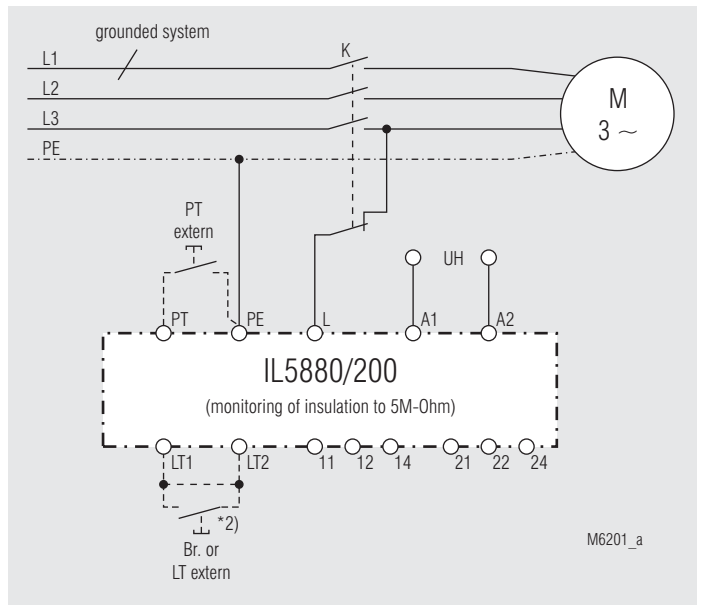 grounded system
L1
K
L2
M
3 ~
L3
PE
PT
extern
UH
PT
PE
L
A1
A2
IL5880/200
(monitoring of insulation to 5M-Ohm)
LT1
LT2
11
12
14
21
22
24
*2)
Br. or
LT extern
M6201_a